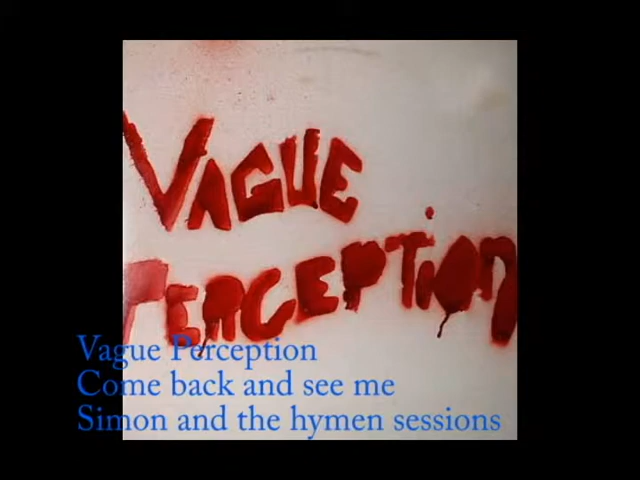 VAGUE
PERCEPTION
Vague Perception
Come back and see me
Simon and the hymen sessions